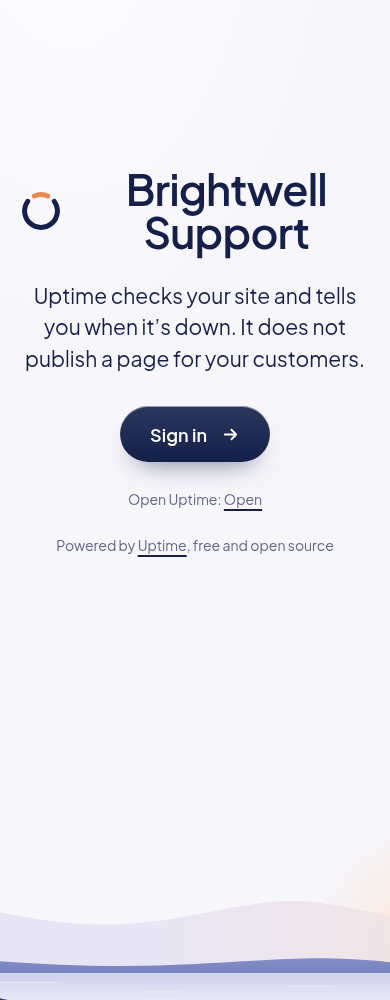 Brightwell
Support
Uptime checks your site and tells
you when it’s down. It does not
publish a page for your customers.
Sign in
Open Uptime: Open
Powered by Uptime, free and open source